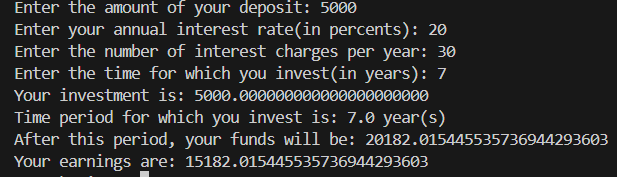 Enter the amount of your deposit: 5000
Enter your annual interest rate(in percents): 20
Enter the number of interest charges per year: 30
Enter the time for which you invest(in years): 7
Your investment is: 5000.000000000000000000
Time period for which you invest is: 7.0 year(s)
After this period, your funds will be: 20182.015445535736944293603
Your earnings are: 15182.015445535736944293603